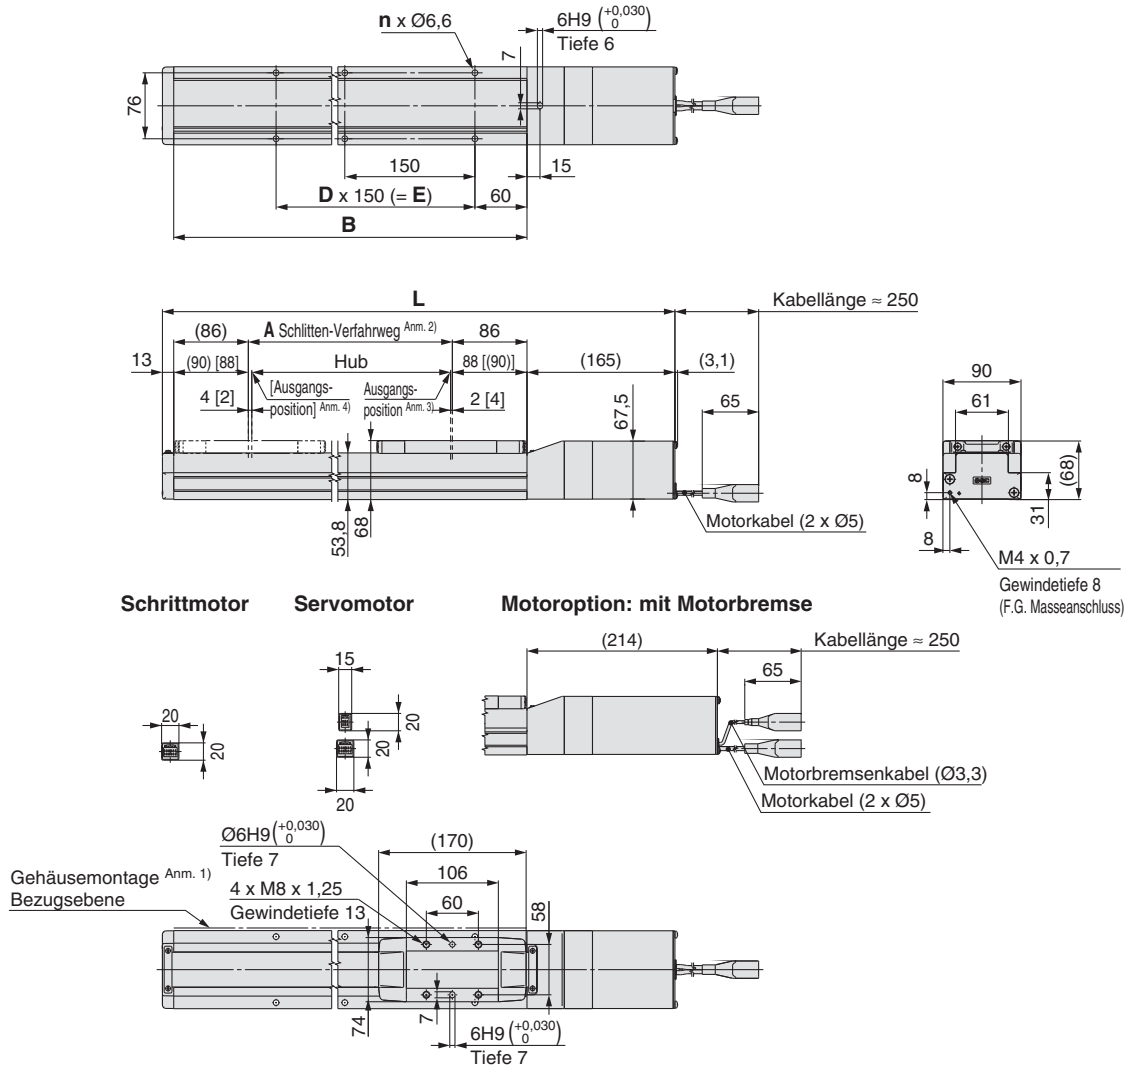 n x Ø6,6
6H9 (+0,030 0)
Tiefe 6
7
76
150
15
D x 150 (= E)
60
B
L
Kabellänge ≈ 250
(86)
A Schlitten-Verfahrweg Anm. 2)
86
13
(90) [88]
Hub
88 [(90)]
(165)
(3,1)
[Ausgangs-
position] Anm. 4)
Ausgangs-
position Anm. 3)
4 [2]
2 [4]
67,5
65
90
61
53,8
68
Motorkabel (2 x Ø5)
8
(68)
31
8
M4 x 0,7
Gewindetiefe 8
(F.G. Masseanschluss)
Schrittmotor
Servomotor
Motoroption: mit Motorbremse
20
20
15
20
20
20
(214)
Kabellänge ≈ 250
65
Motorbremsenkabel (Ø3,3)
Motorkabel (2 x Ø5)
Ø6H9 (+0,030 0)
Tiefe 7
(170)
Gehäusemontage Anm. 1)
Bezugsebene
4 x M8 x 1,25
Gewindetiefe 13
106
60
58
74
7
6H9 (+0,030 0)
Tiefe 7